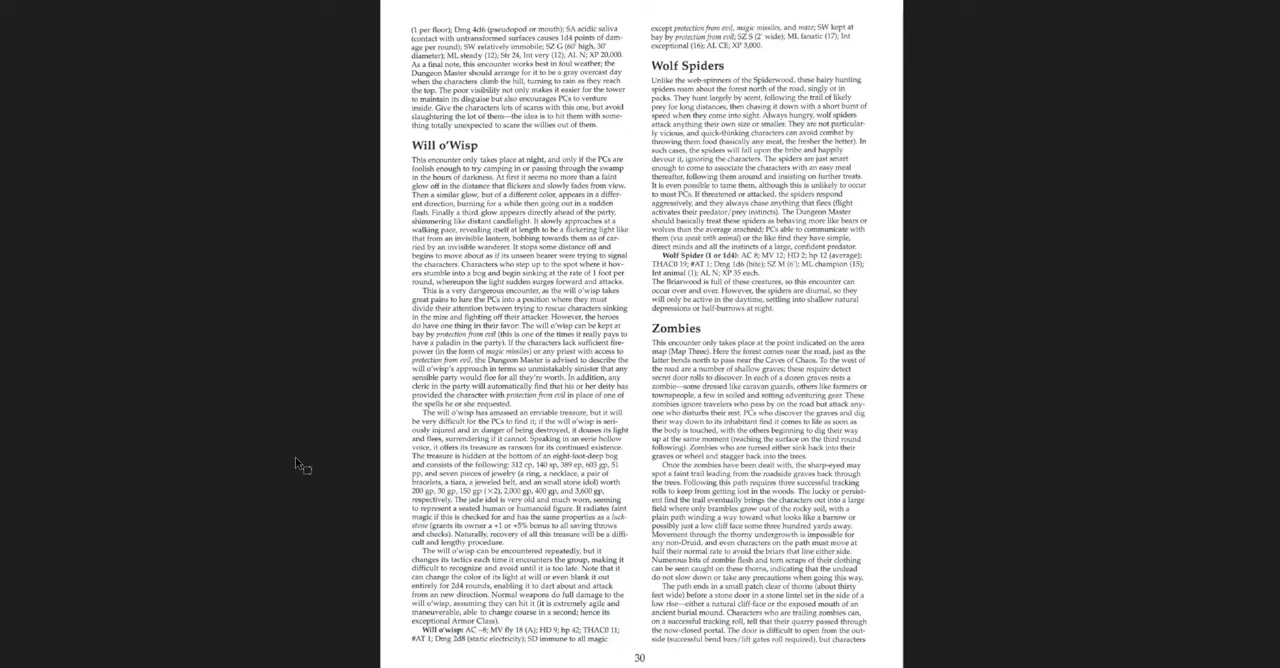 (1 per floor); Dmg 4d6 (pseudopod or mouth); SA acidic saliva
(contact with untransformed surfaces causes 1d4 points of dam-
age per round); SW relatively immobile; SZ G (60' high, 30'
diameter); ML steady (12); Str 24, Int very (12); AL N; XP 20,000.
As a final note, this encounter works best in foul weather; the
Dungeon Master should arrange for it to be a gray overcast day
when the characters climb the hill, turning to rain as they reach
the top. The poor visibility not only makes it easier for the tower
to maintain its disguise but also encourages PCs to venture
inside. Give the characters lots of scares with this one, but avoid
slaughtering the lot of them—the idea is to hit them with some-
thing totally unexpected to scare the willies out of them.
Will o'Wisp
This encounter only takes place at night, and only if the PCs are
foolish enough to try camping in or passing through the swamp
in the hours of darkness. At first it seems no more than a faint
glow off in the distance that flickers and slowly fades from view.
Then a similar glow, but of a different color, appears in a differ-
ent direction, burning for a while then going out in a sudden
flash. Finally a third glow appears directly ahead of the party,
shimmering like distant candlelight. It slowly approaches at a
walking pace, revealing itself at length to be a flickering light like
that from an invisible lantern, bobbing towards them as of car-
ried by an invisible wanderer. It stops some distance off and
begins to move about as if its unseen bearer were trying to signal
the characters. Characters who step up to the spot where it hov-
ers stumble into a bog and begin sinking at the rate of 1 foot per
round, whereupon the light sudden surges forward and attacks.
This is a very dangerous encounter, as the will o'wisp takes
great pains to lure the PCs into a position where they must
divide their attention between trying to rescue characters sinking
in the mire and fighting off their attacker. However, the heroes
do have one thing in their favor: The will o'wisp can be kept at
bay by protection from evil (this is one of the times it really pays to
have a paladin in the party). If the characters lack sufficient fire-
power (in the form of magic missiles) or any priest with access to
protection from evil, the Dungeon Master is advised to describe the
will o'wisp's approach in terms so unmistakably sinister that any
sensible party would flee for all they're worth. In addition, any
cleric in the party will automatically find that his or her deity has
provided the character with protection from evil in place of one of
the spells he or she requested.
The will o'wisp has amassed an enviable treasure, but it will
be very difficult for the PCs to find it; if the will o'wisp is seri-
ously injured and in danger of being destroyed, it douses its light
and flees, surrendering if it cannot. Speaking in an eerie hollow
voice, it offers its treasure as ransom for its continued existence.
The treasure is hidden at the bottom of an eight-foot-deep bog
and consists of the following: 312 cp, 140 sp, 389 ep, 603 gp, 51
pp, and seven pieces of jewelry (a ring, a necklace, a pair of
bracelets, a tiara, a jeweled belt, and an small stone idol) worth
200 gp, 30 gp, 150 gp (×2), 2,000 gp, 400 gp, and 3,600 gp,
respectively. The jade idol is very old and much worn, seeming
to represent a seated human or humanoid figure. It radiates faint
magic if this is checked for and has the same properties as a luck-
stone (grants its owner a +1 or +5% bonus to all saving throws
and checks). Naturally, recovery of all this treasure will be a diffi-
cult and lengthy procedure.
The will o'wisp can be encountered repeatedly, but it
changes its tactics each time it encounters the group, making it
difficult to recognize and avoid until it is too late. Note that it
can change the color of its light at will or even blank it out
entirely for 2d4 rounds, enabling it to dart about and attack
from an new direction. Normal weapons do full damage to the
will o'wisp, assuming they can hit it (it is extremely agile and
maneuverable, able to change course in a second; hence its
exceptional Armor Class).
Will o'wisp: AC –8; MV fly 18 (A); HD 9; hp 42; THAC0 11;
#AT 1; Dmg 2d8 (static electricity); SD immune to all magic
except protection from evil, magic missiles, and maze; SW kept at
bay by protection from evil; SZ S (2' wide); ML fanatic (17); Int
exceptional (16); AL CE; XP 3,000.
Wolf Spiders
Unlike the web-spinners of the Spiderwood, these hairy hunting
spiders roam about the forest north of the road, singly or in
packs. They hunt largely by scent, following the trail of likely
prey for long distances, then chasing it down with a short burst of
speed when they come into sight. Always hungry, wolf spiders
attack anything their own size or smaller. They are not particular-
ly vicious, and quick-thinking characters can avoid combat by
throwing them food (basically any meat, the fresher the better). In
such cases, the spiders will fall upon the bribe and happily
devour it, ignoring the characters. The spiders are just smart
enough to come to associate the characters with an easy meal
thereafter, following them around and insisting on further treats.
It is even possible to tame them, although this is unlikely to occur
to most PCs. If threatened or attacked, the spiders respond
aggressively, and they always chase anything that flees (flight
activates their predator/prey instincts). The Dungeon Master
should basically treat these spiders as behaving more like bears or
wolves than the average arachnid; PCs able to communicate with
them (via speak with animal) or the like find they have simple,
direct minds and all the instincts of a large, confident predator.
Wolf Spider (1 or 1d4): AC 8; MV 12; HD 2; hp 12 (average);
THAC0 19; #AT 1; Dmg 1d6 (bite); SZ M (6'); ML champion (15);
Int animal (1); AL N; XP 35 each.
The Briarwood is full of these creatures, so this encounter can
occur over and over. However, the spiders are diurnal, so they
will only be active in the daytime, settling into shallow natural
depressions or half-burrows at night.
Zombies
This encounter only takes place at the point indicated on the area
map (Map Three). Here the forest comes near the road, just as the
latter bends north to pass near the Caves of Chaos. To the west of
the road are a number of shallow graves; these require detect
secret door rolls to discover. In each of a dozen graves rests a
zombie—some dressed like caravan guards, others like farmers or
townspeople, a few in soiled and rotting adventuring gear. These
zombies ignore travelers who pass by on the road but attack any-
one who disturbs their rest. PCs who discover the graves and dig
their way down to its inhabitant find it comes to life as soon as
the body is touched, with the others beginning to dig their way
up at the same moment (reaching the surface on the third round
following). Zombies who are turned either sink back into their
graves or wheel and stagger back into the trees.
Once the zombies have been dealt with, the sharp-eyed may
spot a faint trail leading from the roadside graves back through
the trees. Following this path requires three successful tracking
rolls to keep from getting lost in the woods. The lucky or persist-
ent find the trail eventually brings the characters out into a large
field where only brambles grow out of the rocky soil, with a
plain path winding a way toward what looks like a barrow or
possibly just a low cliff face some three hundred yards away.
Movement through the thorny undergrowth is impossible for
any non-Druid, and even characters on the path must move at
half their normal rate to avoid the briars that line either side.
Numerous bits of zombie flesh and torn scraps of their clothing
can be seen caught on these thorns, indicating that the undead
do not slow down or take any precautions when going this way.
The path ends in a small patch clear of thorns (about thirty
feet wide) before a stone door in a stone lintel set in the side of a
low rise—either a natural cliff-face or the exposed mouth of an
ancient burial mound. Characters who are trailing zombies can,
on a successful tracking roll, tell that their quarry passed through
the now-closed portal. The door is difficult to open from the out-
side (successful bend bars/lift gates roll required), but characters
30